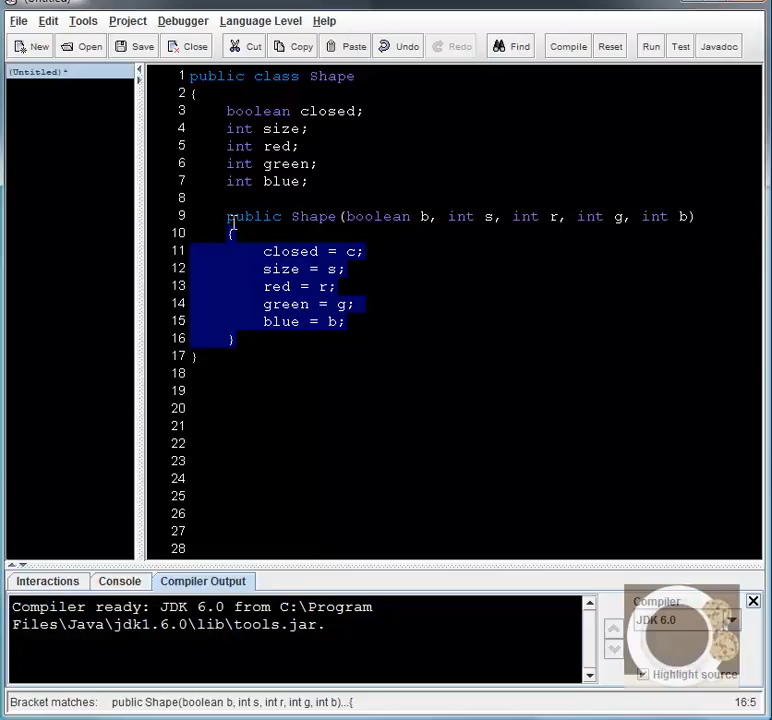 (Untitled)
File Edit Tools Project Debugger Language Level Help
New Open Save Close Cut Copy Paste Undo Redo Find Compile Reset Run Test Javadoc
(Untitled)*
1 public class Shape
2 {
3 boolean closed;
4 int size;
5 int red;
6 int green;
7 int blue;
8
9 public Shape(boolean b, int s, int r, int g, int b)
10 {
11 closed = c;
12 size = s;
13 red = r;
14 green = g;
15 blue = b;
16 }
17 }
18
19
20
21
22
23
24
25
26
27
28
Interactions Console Compiler Output
Compiler ready: JDK 6.0 from C:\Program
Files\Java\jdk1.6.0\lib\tools.jar.
Compiler
JDK 6.0
Highlight source
Bracket matches: public Shape(boolean b, int s, int r, int g, int b)...{ 16:5